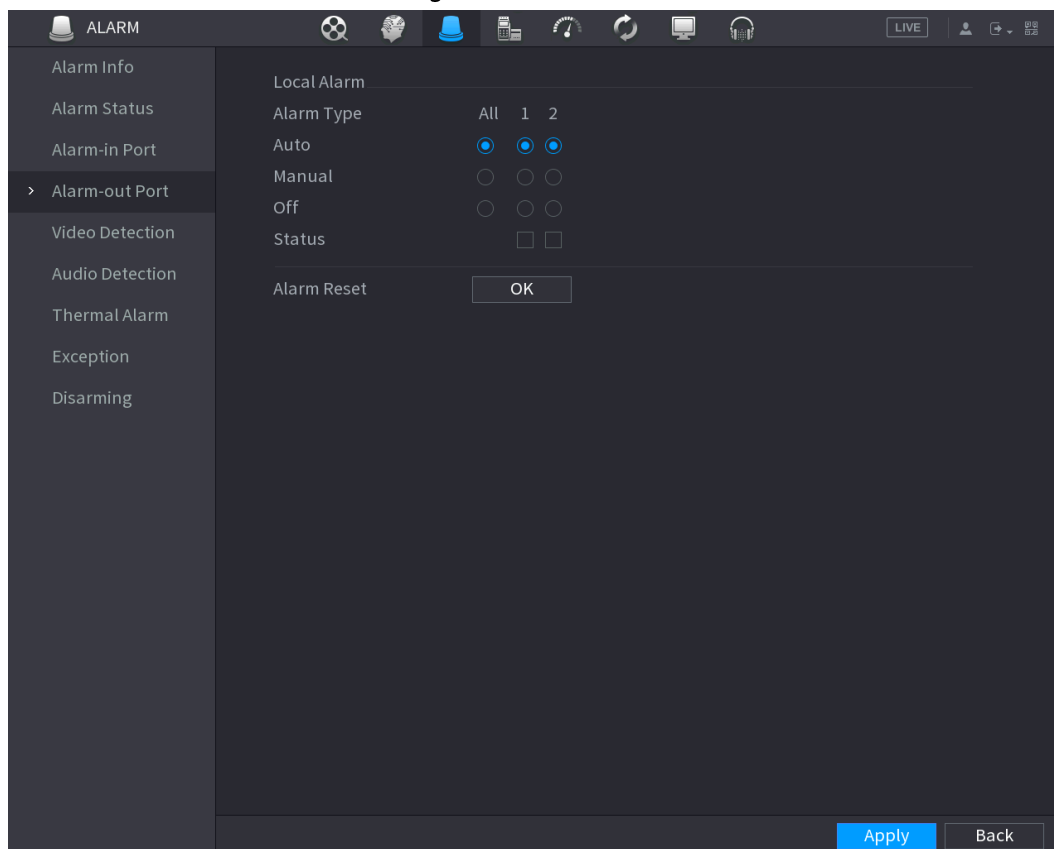 ALARM
LIVE
Alarm Info
Alarm Status
Alarm-in Port
Alarm-out Port
Video Detection
Audio Detection
Thermal Alarm
Exception
Disarming
Local Alarm
Alarm Type All 1 2
Auto
Manual
Off
Status
Alarm Reset OK
Apply Back